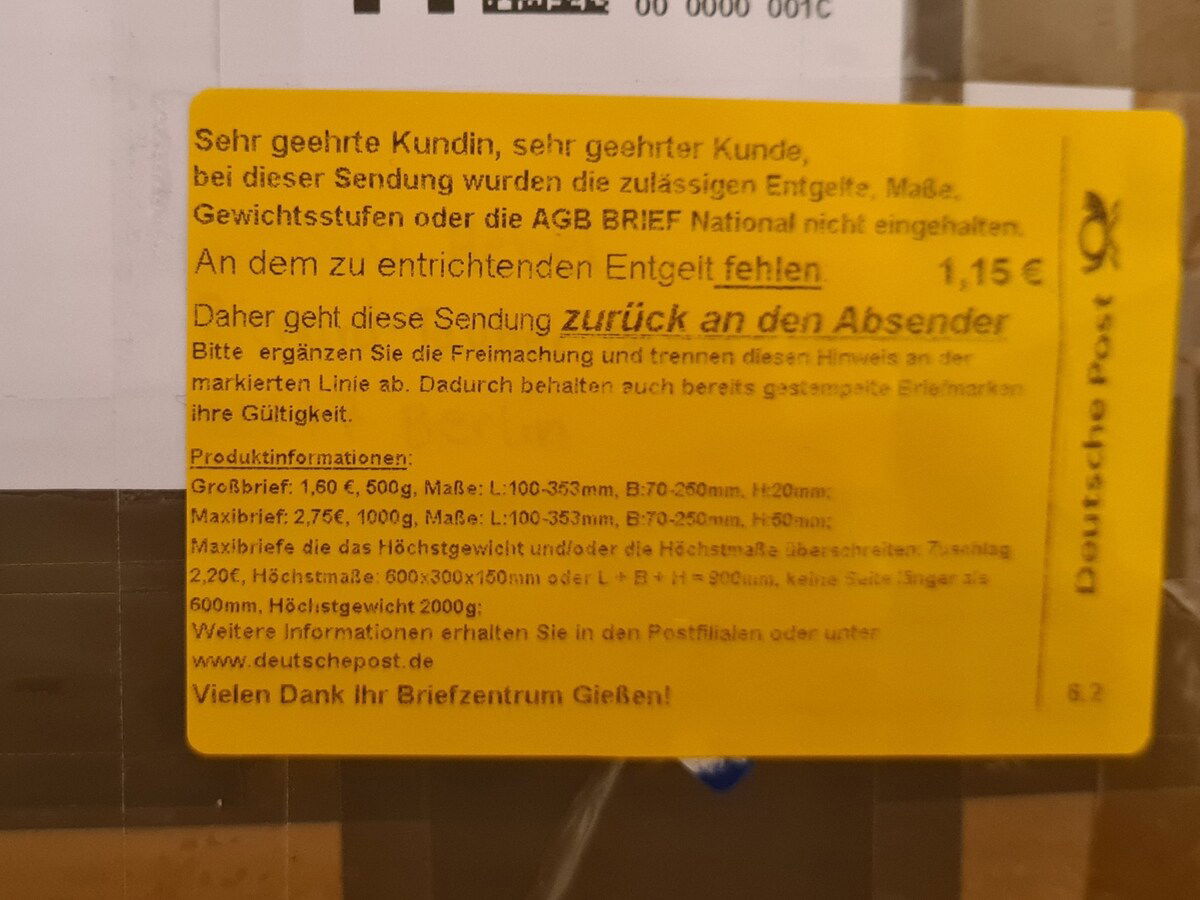 00 0000 001C
Sehr geehrte Kundin, sehr geehrter Kunde,
bei dieser Sendung wurden die zulässigen Entgelte, Maße,
Gewichtsstufen oder die AGB BRIEF National nicht eingehalten.
An dem zu entrichtenden Entgelt fehlen: 1,15 €
Daher geht diese Sendung zurück an den Absender
Bitte ergänzen Sie die Freimachung und trennen diesen Hinweis an der
markierten Linie ab. Dadurch behalten auch bereits gestempelte Briefmarken
ihre Gültigkeit.
Berlin
Produktinformationen:
Großbrief: 1,60 €, 500g, Maße: L:100-353mm, B:70-250mm, H:20mm;
Maxibrief: 2,75€, 1000g, Maße: L:100-353mm, B:70-250mm, H:50mm;
Maxibriefe die das Höchstgewicht und/oder die Höchstmaße überschreiten: Zuschlag
2,20€, Höchstmaße: 600x300x150mm oder L + B + H = 900mm, keine Seite länger als
600mm, Höchstgewicht 2000g;
Weitere Informationen erhalten Sie in den Postfilialen oder unter
www.deutschepost.de
Vielen Dank Ihr Briefzentrum Gießen!
Deutsche Post
6.2